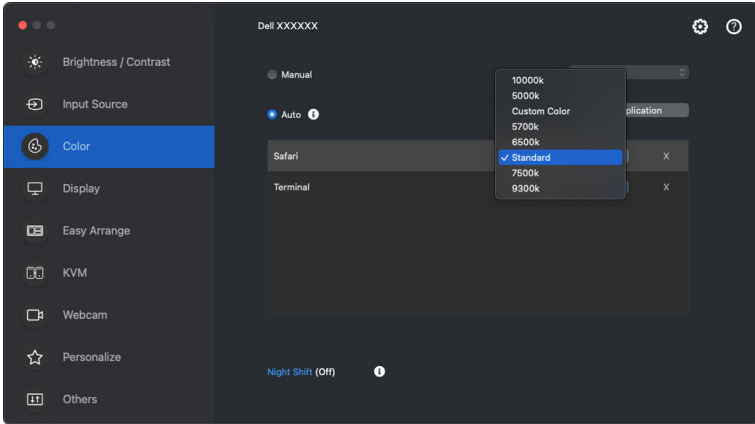 Dell XXXXXX
Brightness / Contrast
Input Source
Color
Display
Easy Arrange
KVM
Webcam
Personalize
Others
Manual
Auto
Safari
X
Terminal
X
10000k
5000k
Custom Color
5700k
6500k
✓ Standard
7500k
9300k
Night Shift (Off)